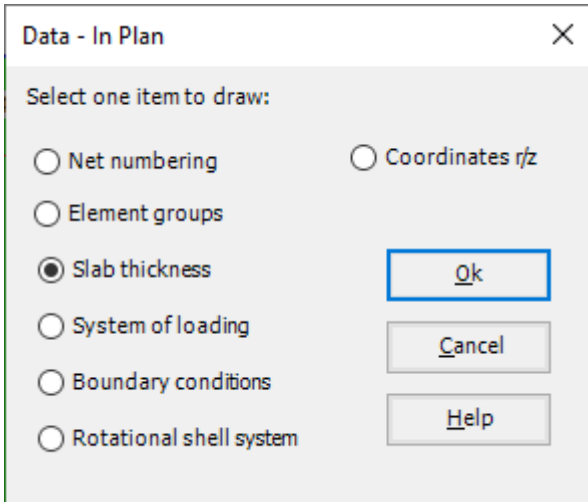 Data - In Plan
Select one item to draw:
Net numbering
Coordinates r/z
Element groups
Slab thickness
Ok
System of loading
Cancel
Boundary conditions
Help
Rotational shell system